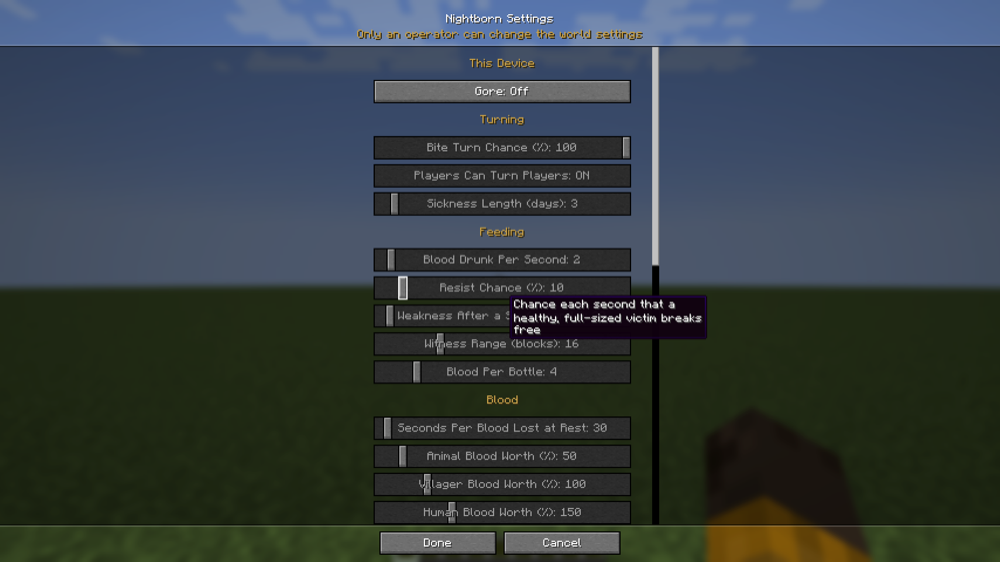 Nightborn Settings
Only an operator can change the world settings
This Device
Gore: Off
Turning
Bite Turn Chance (%): 100
Players Can Turn Players: ON
Sickness Length (days): 3
Feeding
Blood Drunk Per Second: 2
Resist Chance (%): 10
Chance each second that a
healthy, full-sized victim breaks
free
Weakness After a
Witness Range (blocks): 16
Blood Per Bottle: 4
Blood
Seconds Per Blood Lost at Rest: 30
Animal Blood Worth (%): 50
Villager Blood Worth (%): 100
Human Blood Worth (%): 150
Done
Cancel